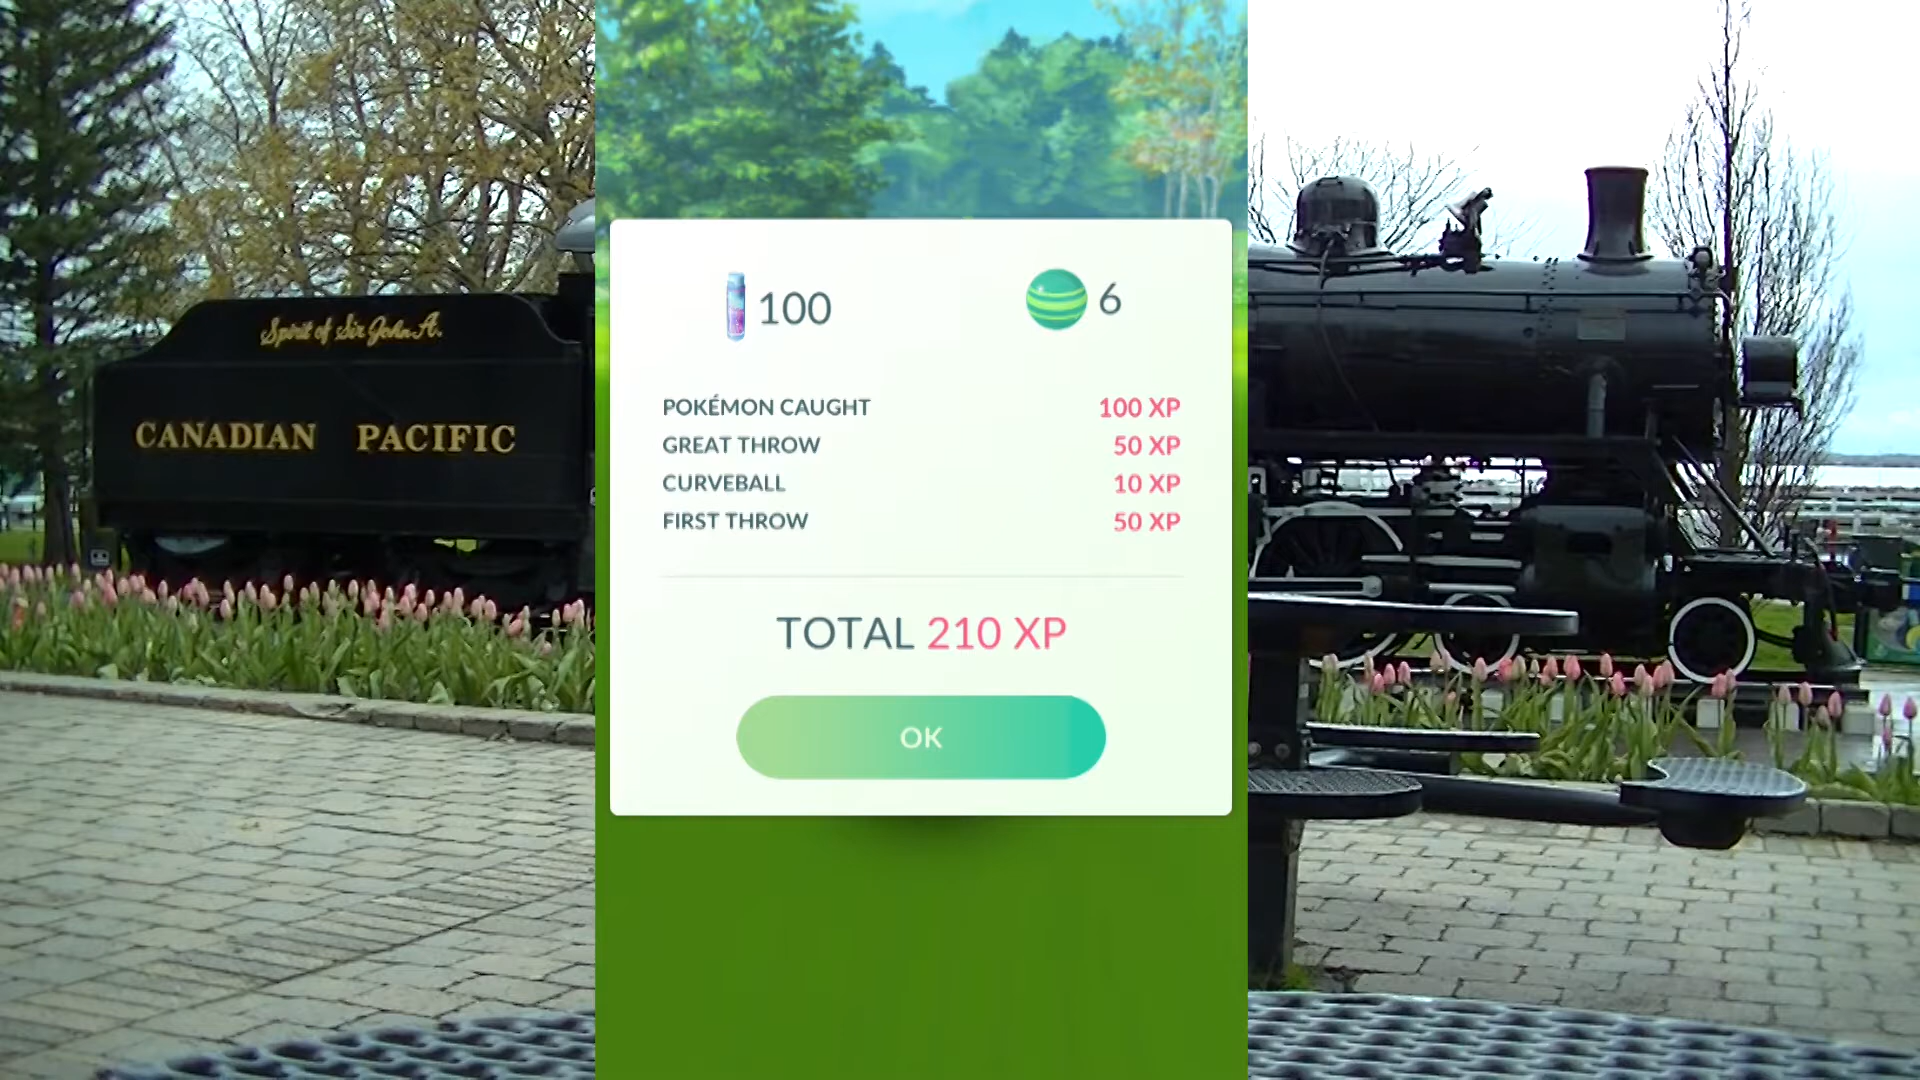 Spirit of Sir John A.
CANADIAN PACIFIC
100
6
POKÉMON CAUGHT 100 XP
GREAT THROW 50 XP
CURVEBALL 10 XP
FIRST THROW 50 XP
TOTAL 210 XP
OK